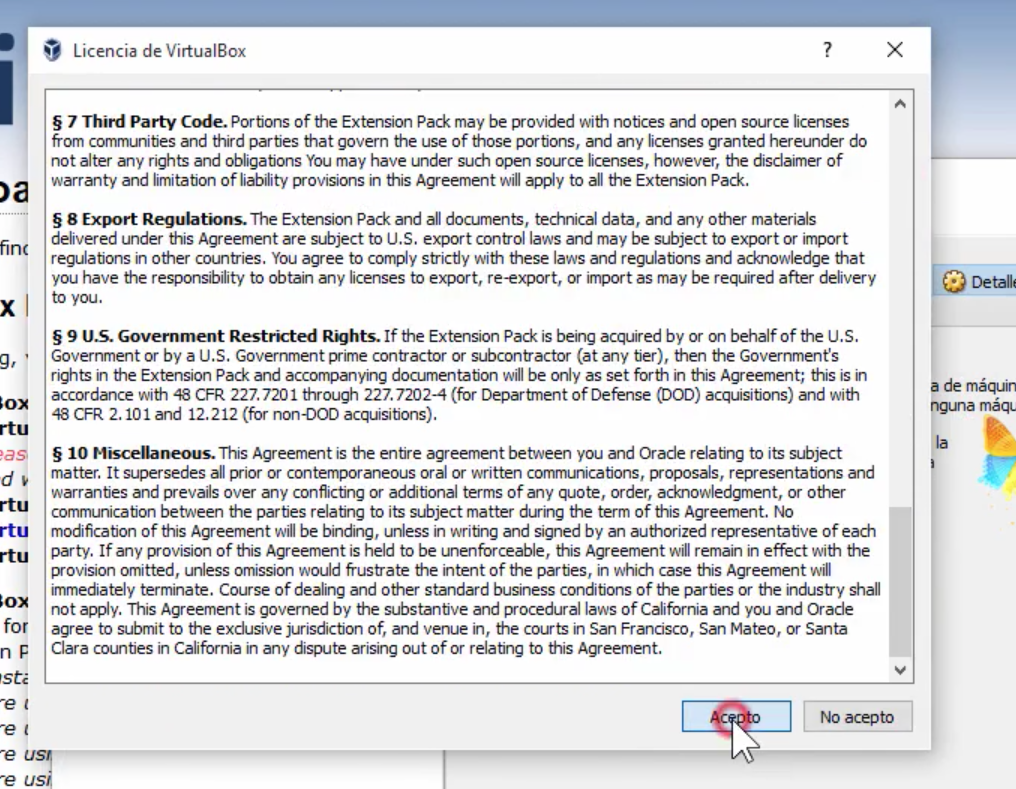 Licencia de VirtualBox
?
§ 7 Third Party Code. Portions of the Extension Pack may be provided with notices and open source licenses
from communities and third parties that govern the use of those portions, and any licenses granted hereunder do
not alter any rights and obligations You may have under such open source licenses, however, the disclaimer of
warranty and limitation of liability provisions in this Agreement will apply to all the Extension Pack.
§ 8 Export Regulations. The Extension Pack and all documents, technical data, and any other materials
delivered under this Agreement are subject to U.S. export control laws and may be subject to export or import
regulations in other countries. You agree to comply strictly with these laws and regulations and acknowledge that
you have the responsibility to obtain any licenses to export, re-export, or import as may be required after delivery
to you.
§ 9 U.S. Government Restricted Rights. If the Extension Pack is being acquired by or on behalf of the U.S.
Government or by a U.S. Government prime contractor or subcontractor (at any tier), then the Government's
rights in the Extension Pack and accompanying documentation will be only as set forth in this Agreement; this is in
accordance with 48 CFR 227.7201 through 227.7202-4 (for Department of Defense (DOD) acquisitions) and with
48 CFR 2.101 and 12.212 (for non-DOD acquisitions).
§ 10 Miscellaneous. This Agreement is the entire agreement between you and Oracle relating to its subject
matter. It supersedes all prior or contemporaneous oral or written communications, proposals, representations and
warranties and prevails over any conflicting or additional terms of any quote, order, acknowledgment, or other
communication between the parties relating to its subject matter during the term of this Agreement. No
modification of this Agreement will be binding, unless in writing and signed by an authorized representative of each
party. If any provision of this Agreement is held to be unenforceable, this Agreement will remain in effect with the
provision omitted, unless omission would frustrate the intent of the parties, in which case this Agreement will
immediately terminate. Course of dealing and other standard business conditions of the parties or the industry shall
not apply. This Agreement is governed by the substantive and procedural laws of California and you and Oracle
agree to submit to the exclusive jurisdiction of, and venue in, the courts in San Francisco, San Mateo, or Santa
Clara counties in California in any dispute arising out of or relating to this Agreement.
Acepto
No acepto
Detalle
a de máquin
nguna máqu
la